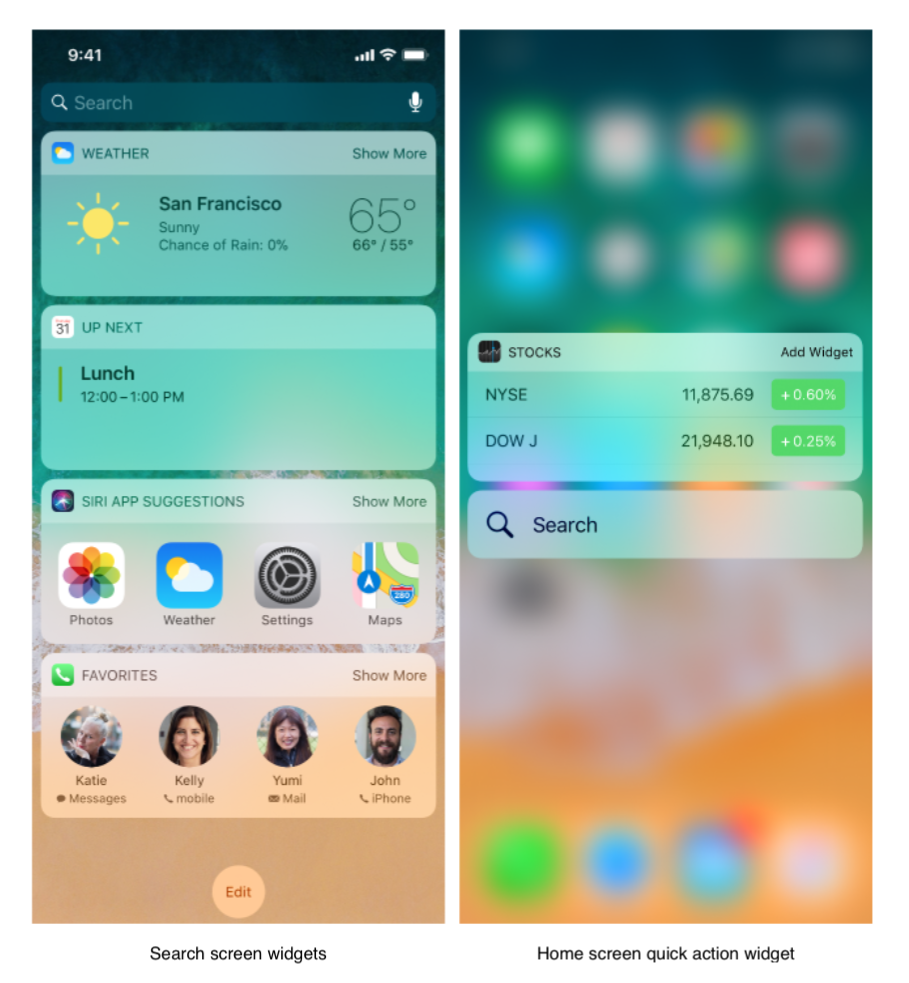 9:41
Search
WEATHER Show More
San Francisco 65°
Sunny
Chance of Rain: 0% 66° / 55°
31 UP NEXT
Lunch
12:00 – 1:00 PM
SIRI APP SUGGESTIONS Show More
280
Photos Weather Settings Maps
FAVORITES Show More
Katie Kelly Yumi John
Messages mobile Mail iPhone
Edit
Search screen widgets
STOCKS Add Widget
NYSE 11,875.69 +0.60%
DOW J 21,948.10 +0.25%
Search
Home screen quick action widget